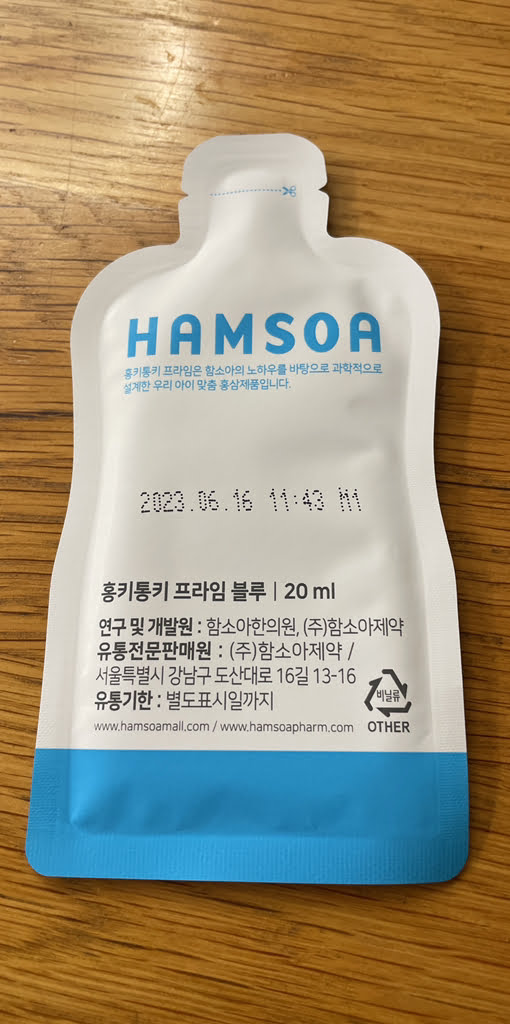 HAMSOA
홍키통키 프라임은 함소아의 노하우를 바탕으로 과학적으로
설계한 우리 아이 맞춤 홍삼제품입니다.
2023.06.16 11:43 M1
홍키통키 프라임 블루 | 20 ml
연구 및 개발원 : 함소아한의원, (주)함소아제약
유통전문판매원 : (주)함소아제약 /
서울특별시 강남구 도산대로 16길 13-16
유통기한 : 별도표시일까지
www.hamsoamall.com / www.hamsoapharm.com
비닐류
OTHER